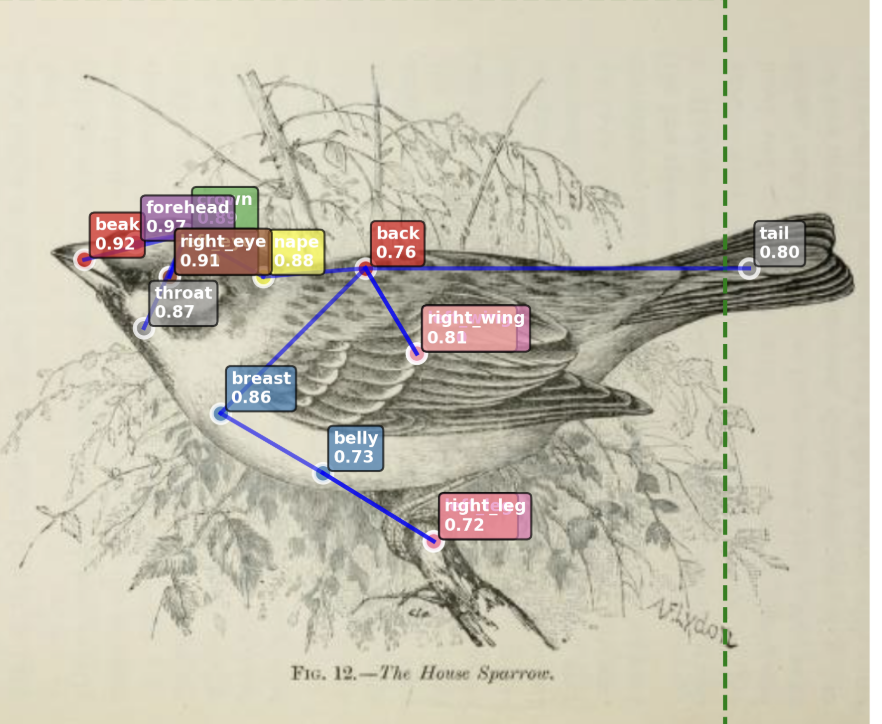 crown
forehead
0.97
beak
0.92
right_eye
0.91
nape
0.88
back
0.76
tail
0.80
throat
0.87
right_wing
0.81
breast
0.86
belly
0.73
right_leg
0.72
A.F. Lydon
FIG. 12.—The House Sparrow.